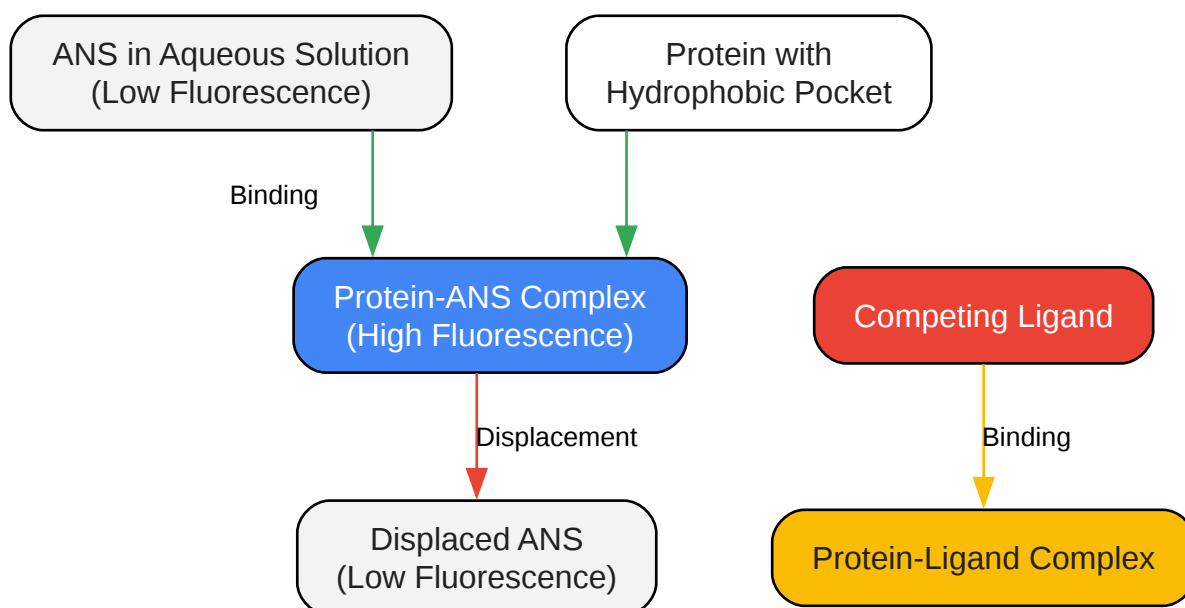 ANS in Aqueous Solution
(Low Fluorescence)
Protein with
Hydrophobic Pocket
Binding
Protein-ANS Complex
(High Fluorescence)
Competing Ligand
Displacement
Binding
Displaced ANS
(Low Fluorescence)
Protein-Ligand Complex